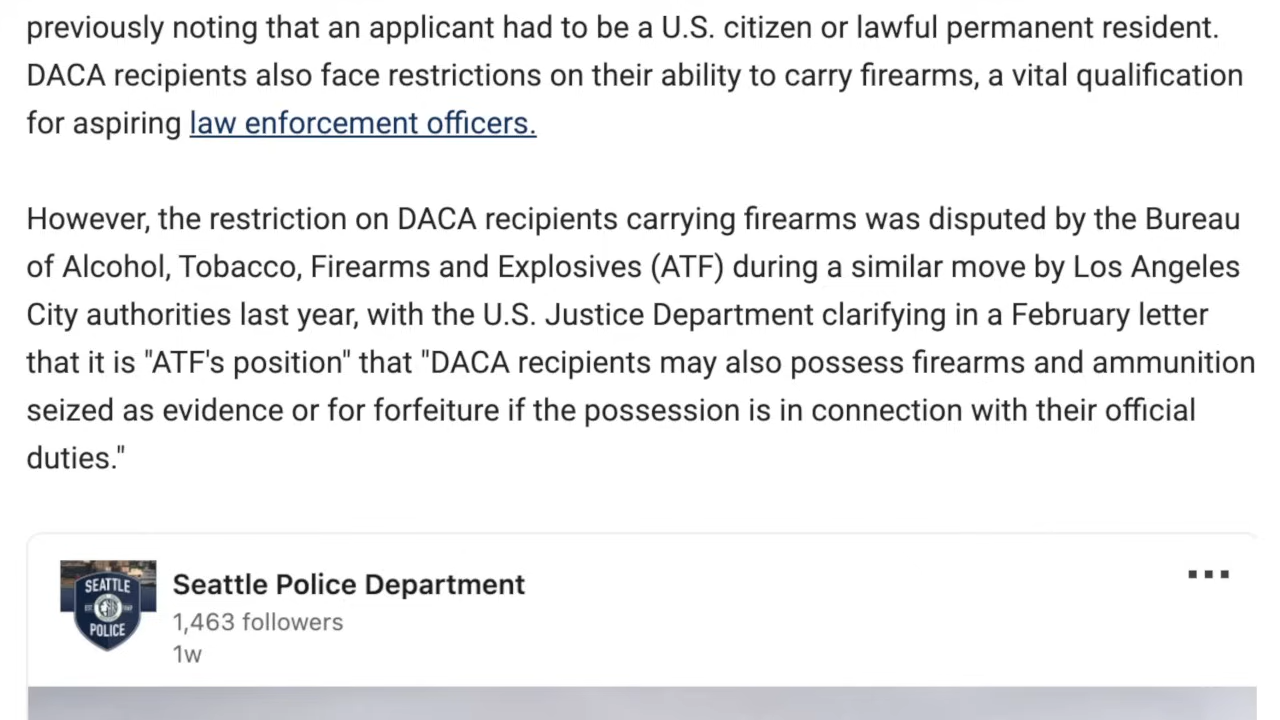 previously noting that an applicant had to be a U.S. citizen or lawful permanent resident.
DACA recipients also face restrictions on their ability to carry firearms, a vital qualification
for aspiring law enforcement officers.
However, the restriction on DACA recipients carrying firearms was disputed by the Bureau
of Alcohol, Tobacco, Firearms and Explosives (ATF) during a similar move by Los Angeles
City authorities last year, with the U.S. Justice Department clarifying in a February letter
that it is "ATF's position" that "DACA recipients may also possess firearms and ammunition
seized as evidence or for forfeiture if the possession is in connection with their official
duties."
SEATTLE
POLICE
Seattle Police Department
1,463 followers
1w